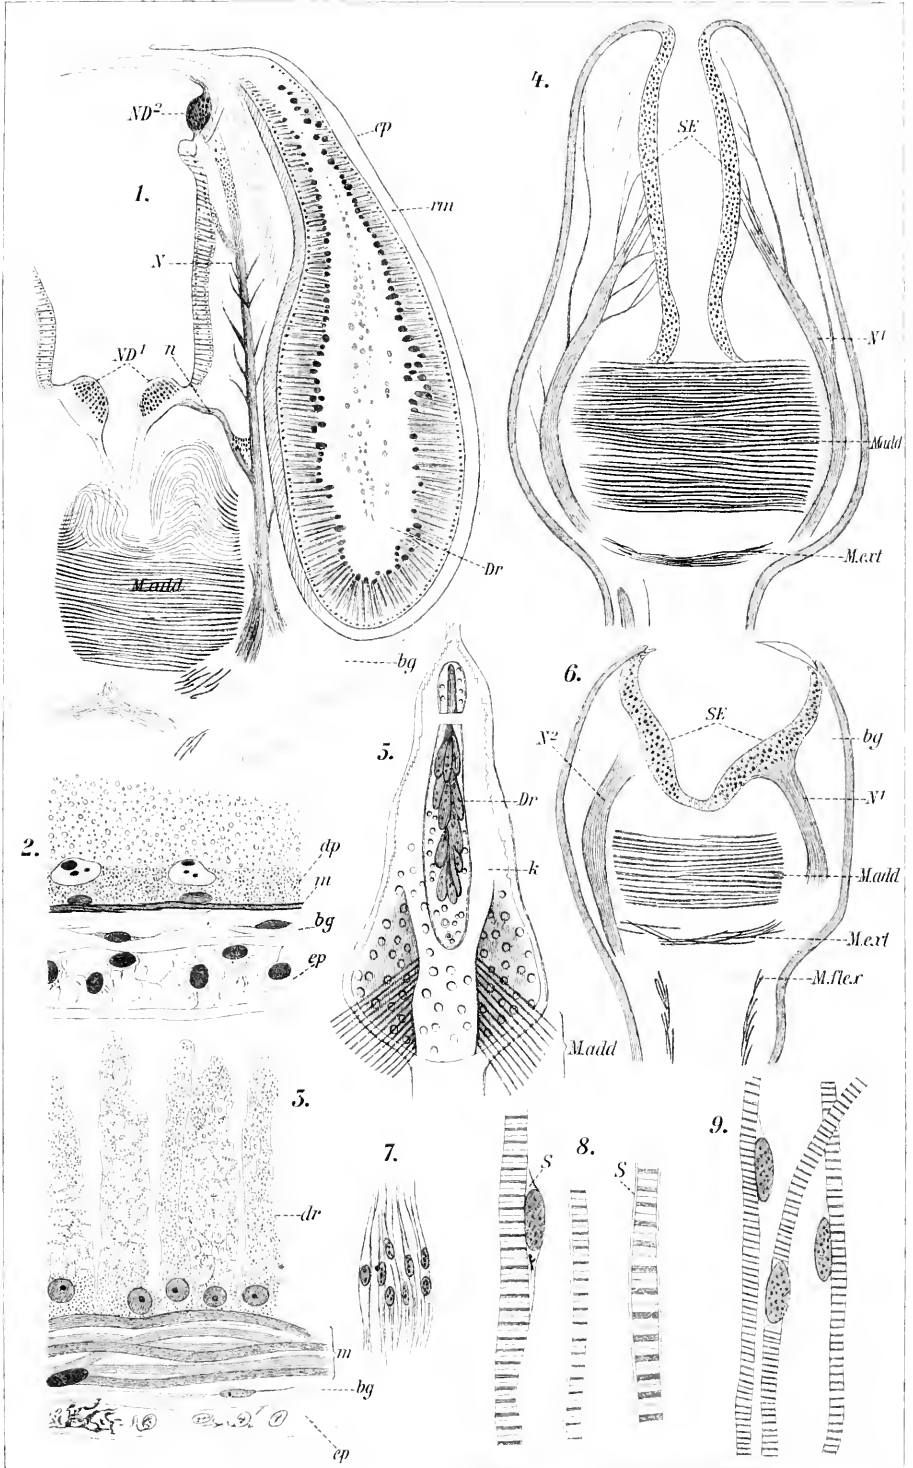 1.
ND²
ep
rm
N
ND¹
n
M.add
Dr
bg
4.
SE
N¹
M.add
M.ext
2.
dp
m
bg
ep
5.
Dr
k
M.add
6.
SE
N²
bg
N¹
M.add
M.ext
M.flex
3.
dr
m
bg
ep
7.
8.
S
S
9.